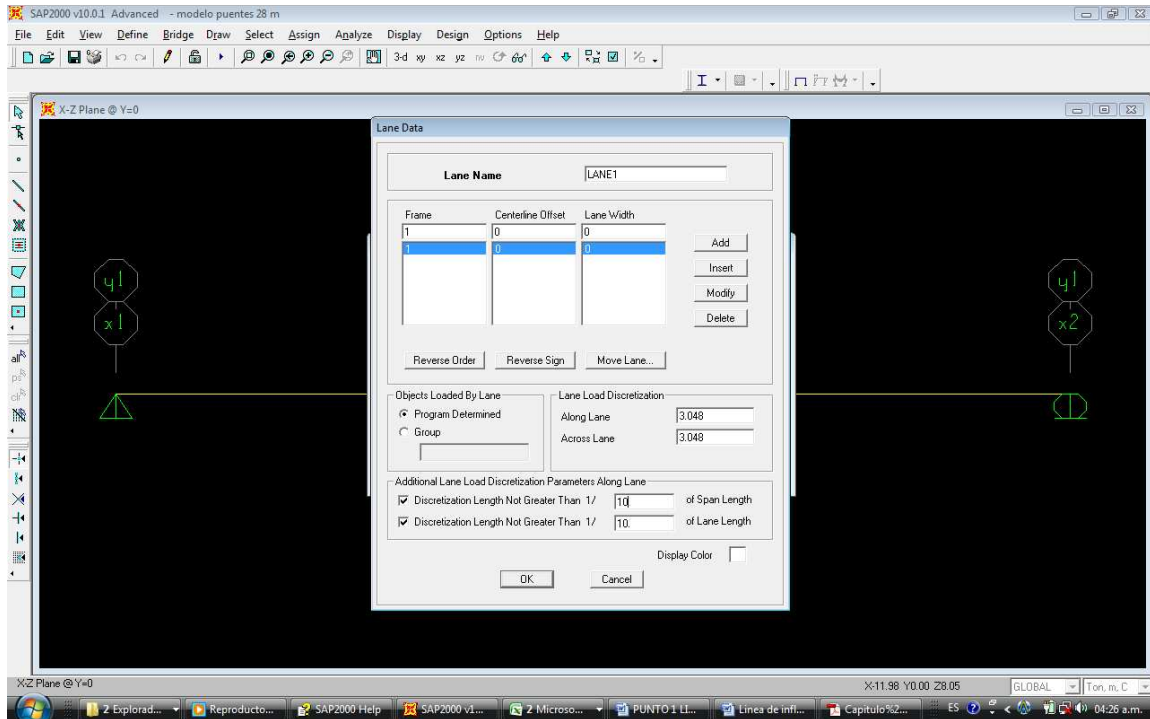 SAP2000 v10.0.1 Advanced - modelo puentes 28 m
File Edit View Define Bridge Draw Select Assign Analyze Display Design Options Help
3-d xy xz yz nv
X-Z Plane @ Y=0
Lane Data
Lane Name LANE1
Frame Centerline Offset Lane Width
1 0 0
1 0 0
Add
Insert
Modify
Delete
Reverse Order Reverse Sign Move Lane...
Objects Loaded By Lane
Program Determined
Group
Lane Load Discretization
Along Lane 3.048
Across Lane 3.048
Additional Lane Load Discretization Parameters Along Lane
Discretization Length Not Greater Than 1/ 10 of Span Length
Discretization Length Not Greater Than 1/ 10. of Lane Length
Display Color
OK Cancel
y1
x1
y1
x2
all
ps
clr
X-Z Plane @ Y=0
X-11.98 Y0.00 Z8.05
GLOBAL
Ton, m, C
2 Explorad... Reproducto... SAP2000 Help SAP2000 v1... 2 Microso... PUNTO 1 LI... Linea de infl... Capitulo%2... ES 04:26 a.m.